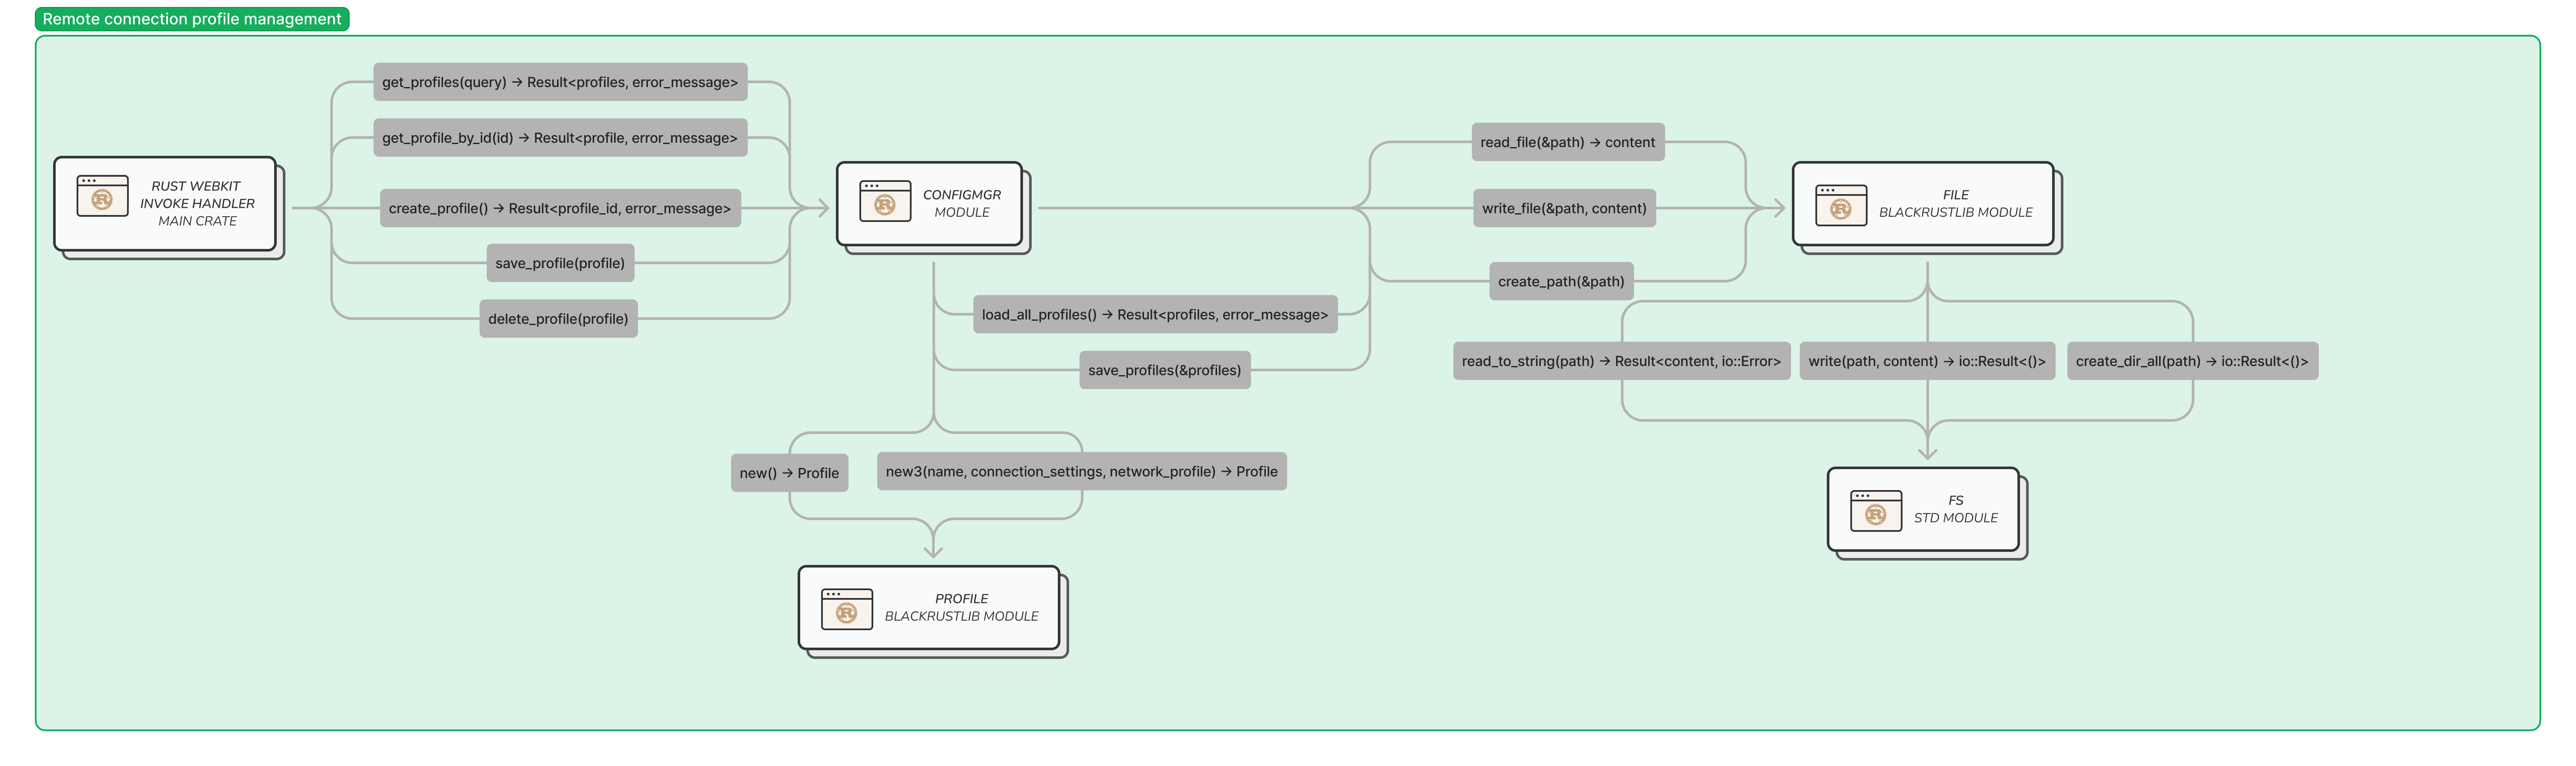 Remote connection profile management
get_profiles(query) → Result<profiles, error_message>
get_profile_by_id(id) → Result<profile, error_message>
create_profile() → Result<profile_id, error_message>
save_profile(profile)
delete_profile(profile)
RUST WEBKIT
INVOKE HANDLER
MAIN CRATE
CONFIGMGR
MODULE
read_file(&path) → content
write_file(&path, content)
create_path(&path)
FILE
BLACKRUSTLIB MODULE
load_all_profiles() → Result<profiles, error_message>
save_profiles(&profiles)
read_to_string(path) → Result<content, io::Error>
write(path, content) → io::Result<()>
create_dir_all(path) → io::Result<()>
new() → Profile
new3(name, connection_settings, network_profile) → Profile
FS
STD MODULE
PROFILE
BLACKRUSTLIB MODULE